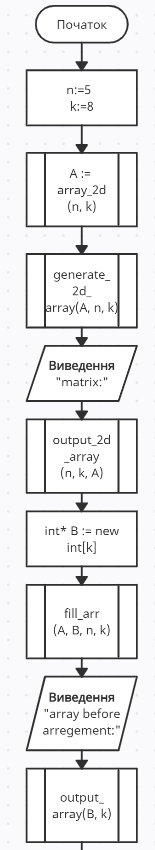 Початок
n:=5
k:=8
A :=
array_2d
(n, k)
generate_
2d_
array(A, n, k)
Виведення
"matrix:"
output_2d
_array
(n, k, A)
int* B := new
int[k]
fill_arr
(A, B, n, k)
Виведення
"array before
arregement:"
output_
array(B, k)